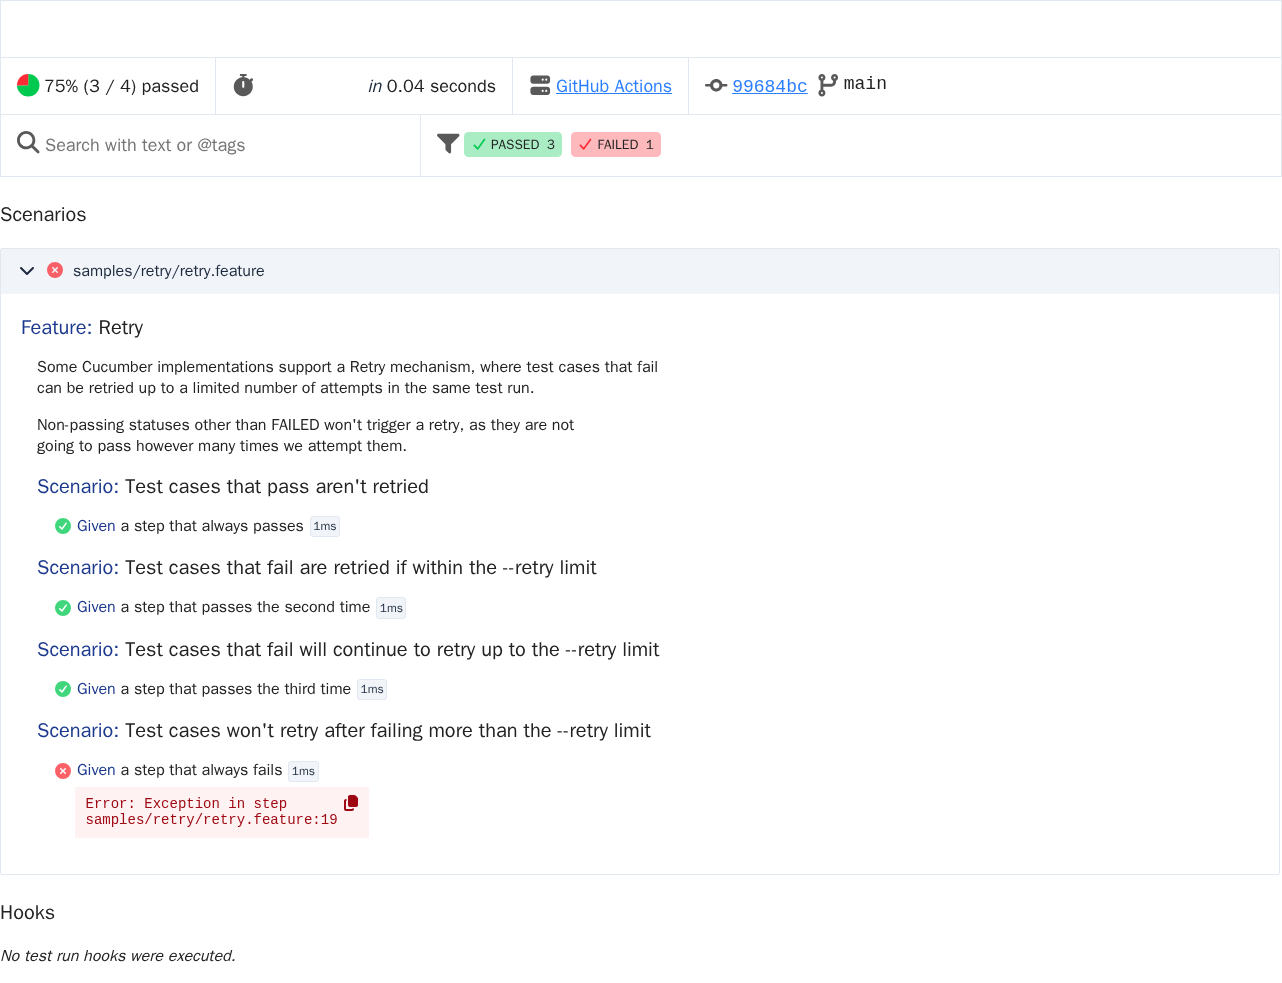 75% (3 / 4) passed in 0.04 seconds GitHub Actions 99684bc main
Search with text or @tags PASSED 3 FAILED 1
Scenarios
samples/retry/retry.feature
Feature: Retry
Some Cucumber implementations support a Retry mechanism, where test cases that fail
can be retried up to a limited number of attempts in the same test run.
Non-passing statuses other than FAILED won't trigger a retry, as they are not
going to pass however many times we attempt them.
Scenario: Test cases that pass aren't retried
Given a step that always passes 1ms
Scenario: Test cases that fail are retried if within the --retry limit
Given a step that passes the second time 1ms
Scenario: Test cases that fail will continue to retry up to the --retry limit
Given a step that passes the third time 1ms
Scenario: Test cases won't retry after failing more than the --retry limit
Given a step that always fails 1ms
Error: Exception in step
samples/retry/retry.feature:19
Hooks
No test run hooks were executed.